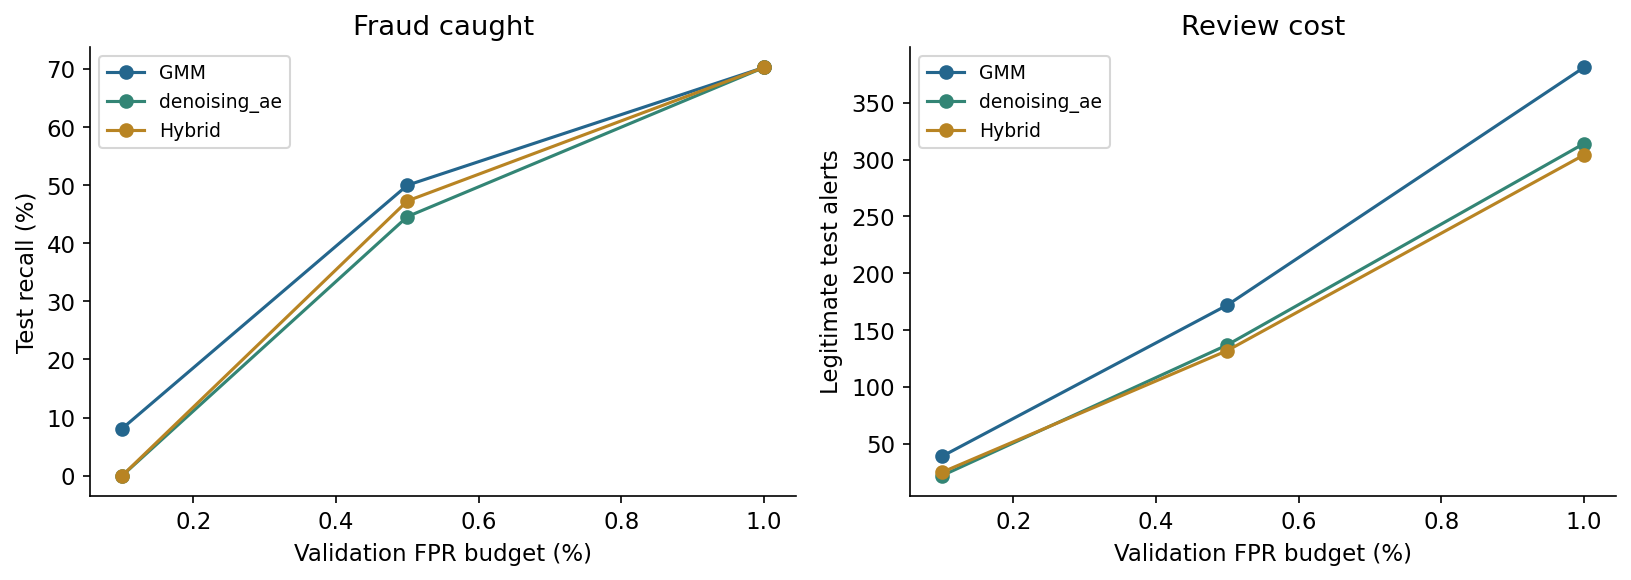 Fraud caught
GMM
denoising_ae
Hybrid
Test recall (%)
70
60
50
40
30
20
10
0
0.2 0.4 0.6 0.8 1.0
Validation FPR budget (%)
Review cost
GMM
denoising_ae
Hybrid
Legitimate test alerts
350
300
250
200
150
100
50
0.2 0.4 0.6 0.8 1.0
Validation FPR budget (%)